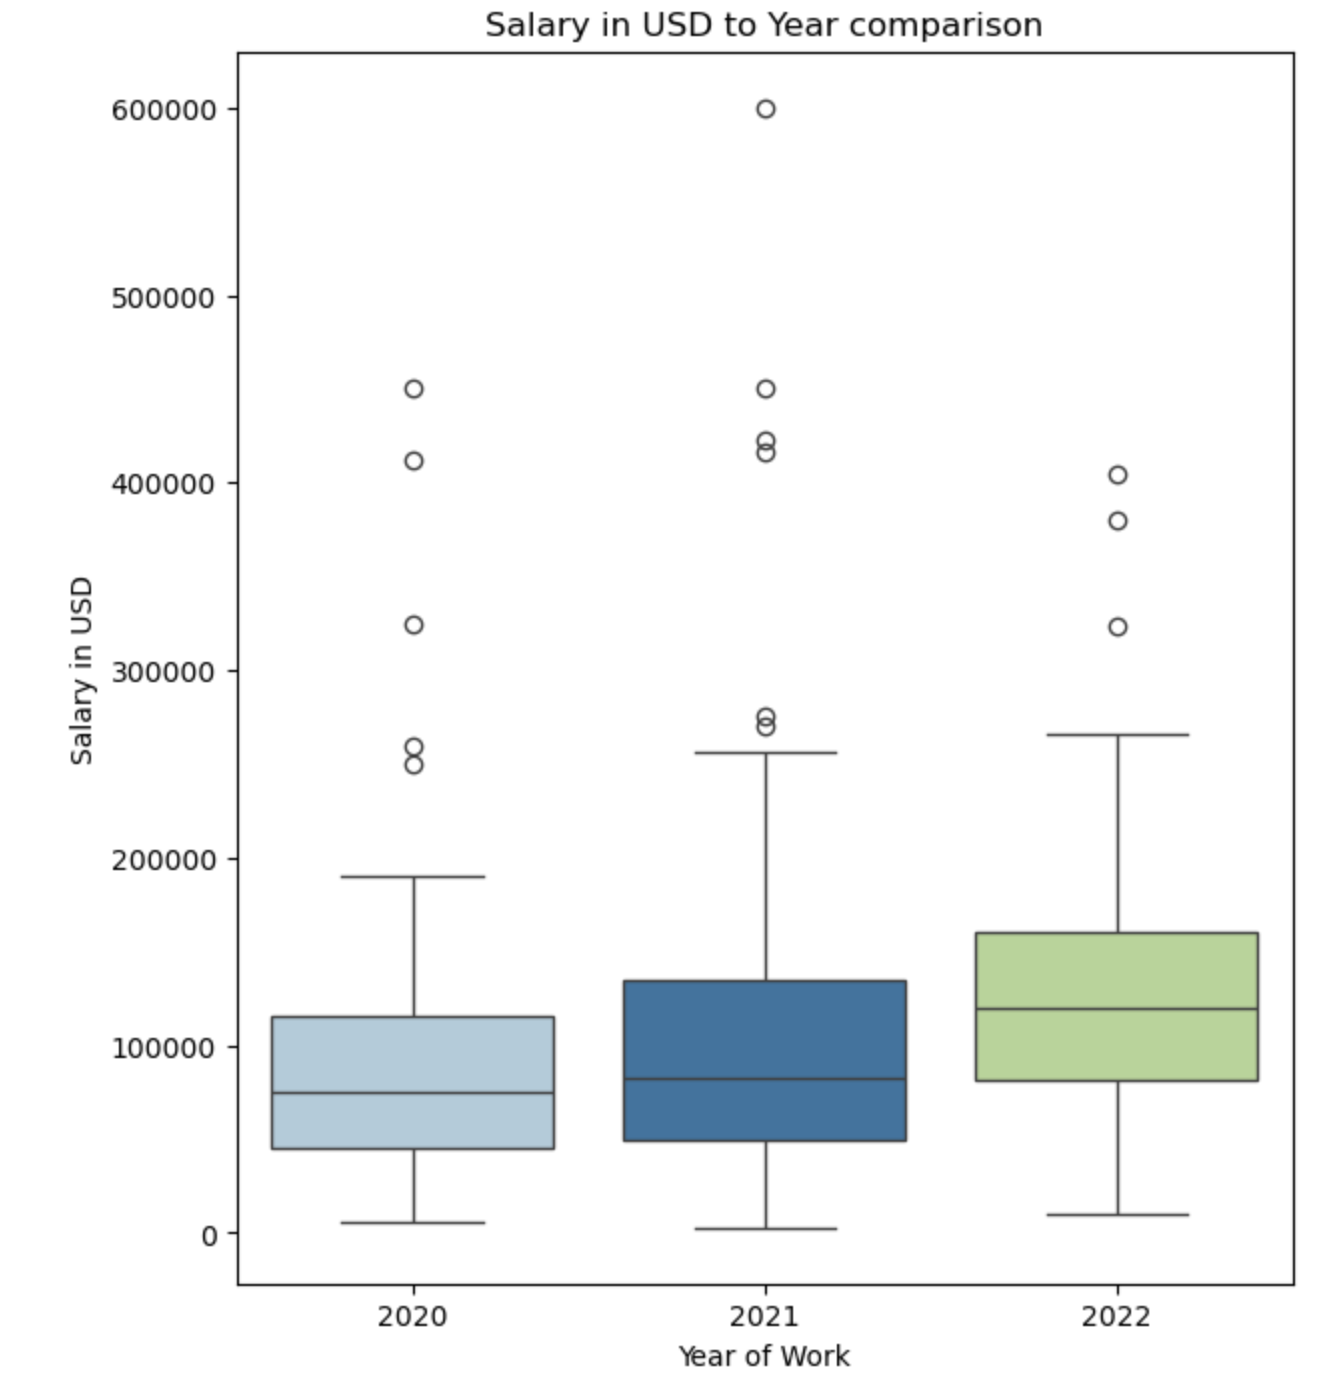 Salary in USD to Year comparison
600000
500000
400000
300000
200000
100000
0
Salary in USD
2020 2021 2022
Year of Work